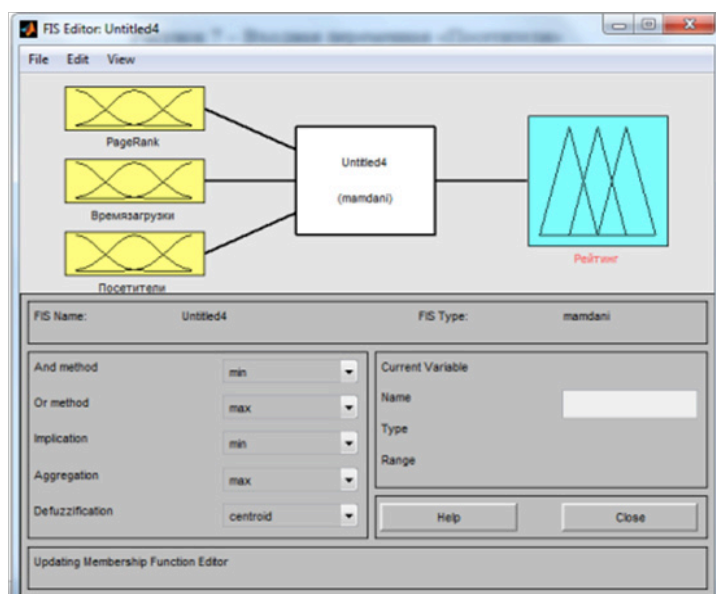 FIS Editor: Untitled4
File Edit View
PageRank
Времязагрузки
Посетители
Untitled4
(mamdani)
Рейтинг
FIS Name: Untitled4 FIS Type: mamdani
And method min
Or method max
Implication min
Aggregation max
Defuzzification centroid
Current Variable
Name
Type
Range
Help Close
Updating Membership Function Editor